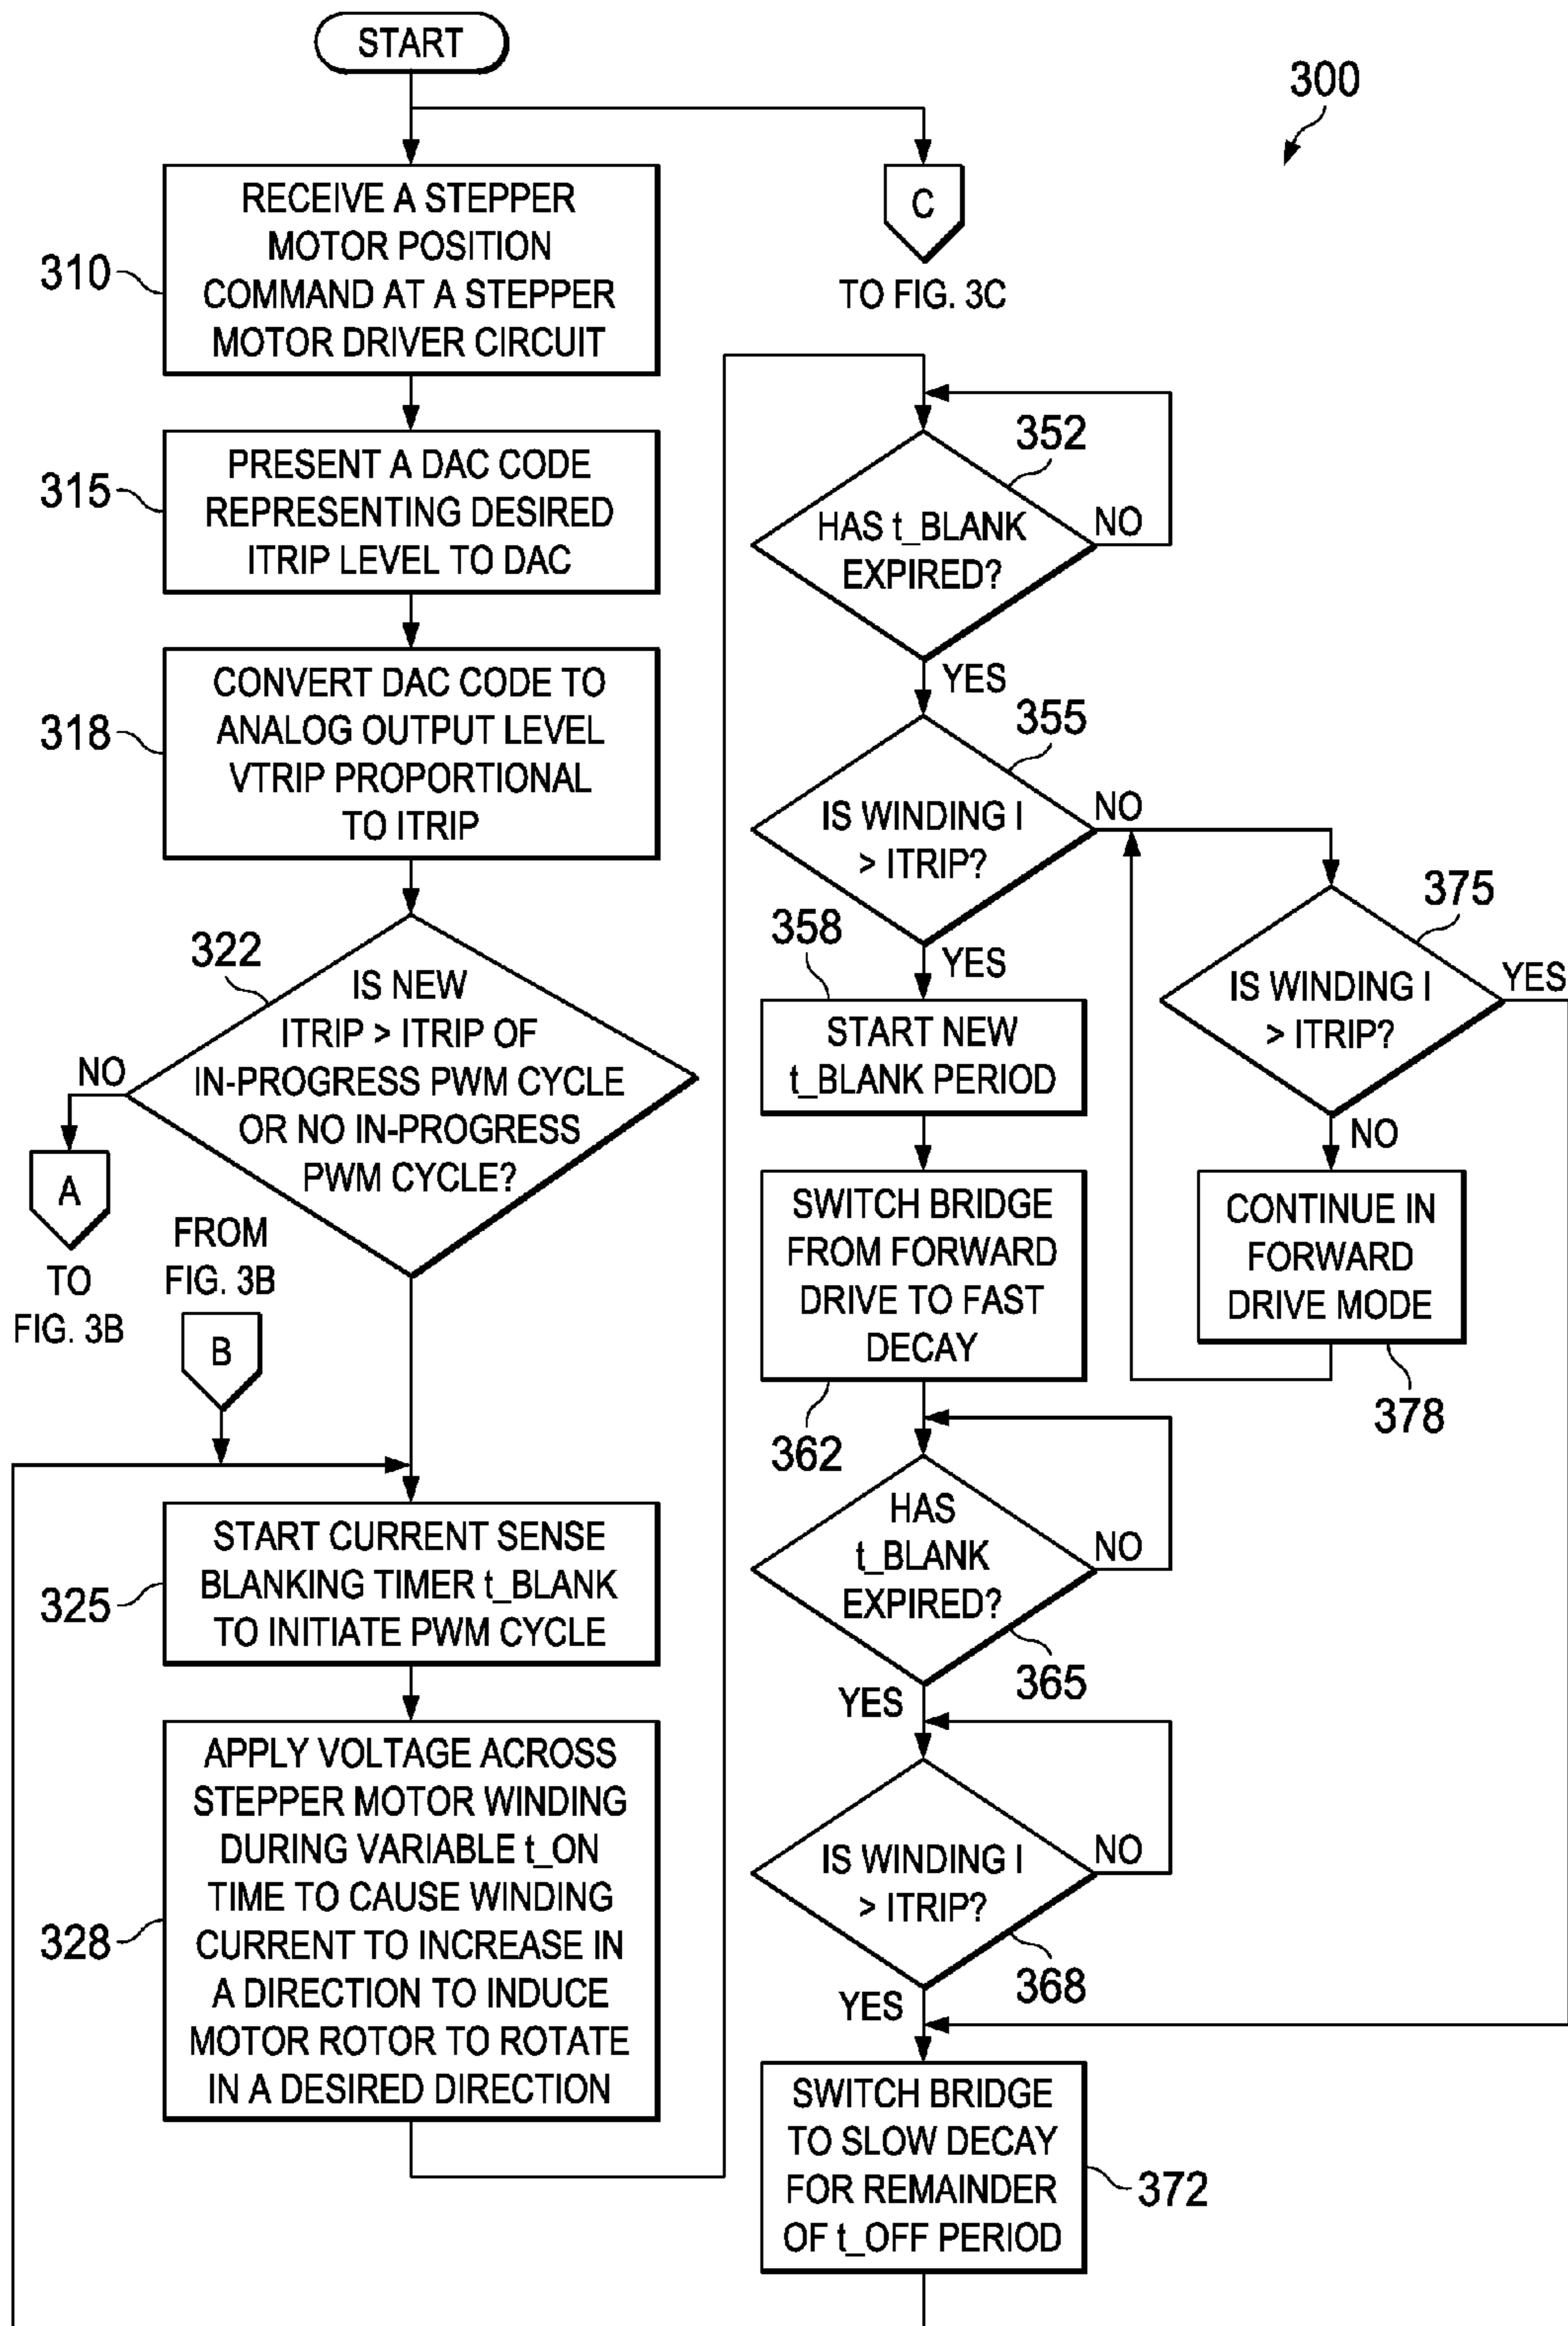 START
300
RECEIVE A STEPPER
MOTOR POSITION
COMMAND AT A STEPPER
MOTOR DRIVER CIRCUIT
310
C
TO FIG. 3C
PRESENT A DAC CODE
REPRESENTING DESIRED
ITRIP LEVEL TO DAC
315
CONVERT DAC CODE TO
ANALOG OUTPUT LEVEL
VTRIP PROPORTIONAL
TO ITRIP
318
322
IS NEW
ITRIP > ITRIP OF
IN-PROGRESS PWM CYCLE
OR NO IN-PROGRESS
PWM CYCLE?
NO
A
TO
FIG. 3B
FROM
FIG. 3B
B
START CURRENT SENSE
BLANKING TIMER t_BLANK
TO INITIATE PWM CYCLE
325
APPLY VOLTAGE ACROSS
STEPPER MOTOR WINDING
DURING VARIABLE t_ON
TIME TO CAUSE WINDING
CURRENT TO INCREASE IN
A DIRECTION TO INDUCE
MOTOR ROTOR TO ROTATE
IN A DESIRED DIRECTION
328
352
HAS t_BLANK
EXPIRED?
NO
YES
355
IS WINDING I
> ITRIP?
NO
YES
375
IS WINDING I
> ITRIP?
YES
NO
CONTINUE IN
FORWARD
DRIVE MODE
378
358
START NEW
t_BLANK PERIOD
SWITCH BRIDGE
FROM FORWARD
DRIVE TO FAST
DECAY
362
HAS
t_BLANK
EXPIRED?
NO
365
YES
IS WINDING I
> ITRIP?
NO
368
YES
SWITCH BRIDGE
TO SLOW DECAY
FOR REMAINDER
OF t_OFF PERIOD
372